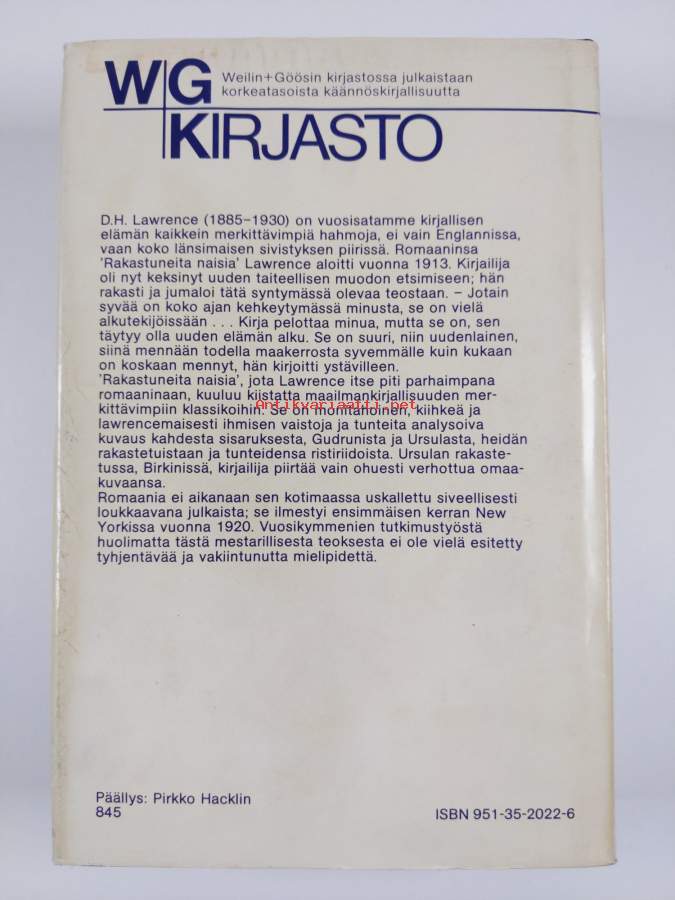 WG
Weilin+Göösin kirjastossa julkaistaan
korkeatasoista käännöskirjallisuutta
KIRJASTO
D.H. Lawrence (1885–1930) on vuosisatamme kirjallisen
elämän kaikkein merkittävimpiä hahmoja, ei vain Englannissa,
vaan koko länsimaisen sivistyksen piirissä. Romaaninsa
'Rakastuneita naisia' Lawrence aloitti vuonna 1913. Kirjailija
oli nyt keksinyt uuden taiteellisen muodon etsimiseen; hän
rakasti ja jumaloi tätä syntymässä olevaa teostaan. – Jotain
syvää on koko ajan kehkeytymässä minusta, se on vielä
alkutekijöissään . . . Kirja pelottaa minua, mutta se on, sen
täytyy olla uuden elämän alku. Se on suuri, niin uudenlainen,
siinä mennään todella maakerrosta syvemmälle kuin kukaan
on koskaan mennyt, hän kirjoitti ystävilleen.
'Rakastuneita naisia', jota Lawrence itse piti parhaimpana
romaaninaan, kuuluu kiistatta maailmankirjallisuuden mer-
Antikvariaatti.net
kittävimpiin klassikoihin. Se on moni­tahoinen, kiihkeä ja
lawrencemaisesti ihmisen vaistoja ja tunteita analysoiva
kuvaus kahdesta sisaruksesta, Gudrunista ja Ursulasta, heidän
rakastetuistaan ja tunteidensa ristiriidoista. Ursulan rakaste-
tussa, Birkinissä, kirjailija piirtää vain ohuesti verhottua omaa-
kuvaansa.
Romaania ei aikanaan sen kotimaassa uskallettu siveellisesti
loukkaavana julkaista; se ilmestyi ensimmäisen kerran New
Yorkissa vuonna 1920. Vuosikymmenien tutkimustyöstä
huolimatta tästä mestarillisesta teoksesta ei ole vielä esitetty
tyhjentävää ja vakiintunutta mielipidettä.
Päällys: Pirkko Hacklin
845
ISBN 951-35-2022-6